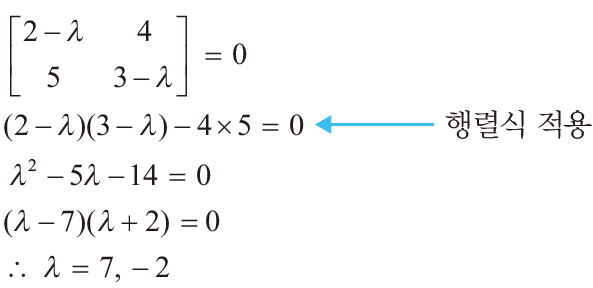 [2−λ 4
5 3−λ] = 0
(2−λ)(3−λ)−4×5 = 0 행렬식 적용
λ² −5λ−14 = 0
(λ−7)(λ+2) = 0
∴ λ = 7, −2